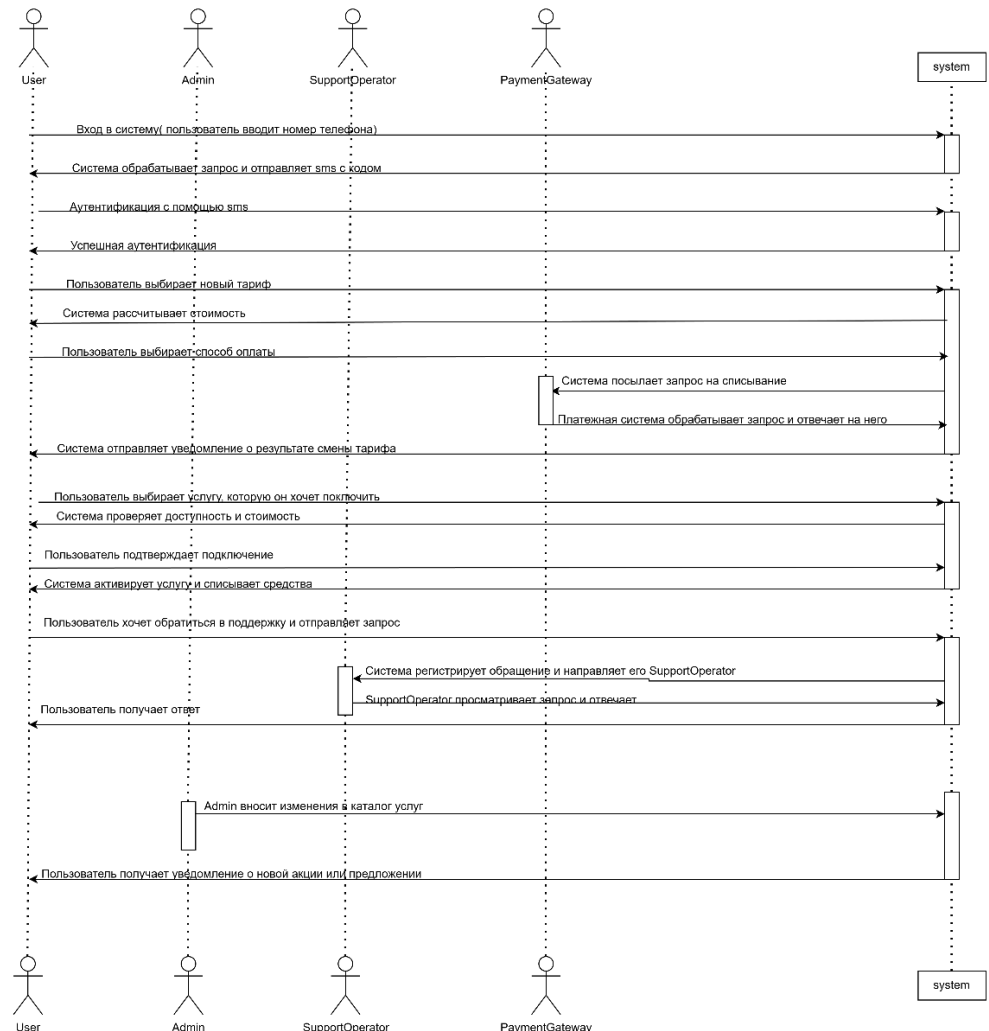 User
Admin
SupportOperator
PaymentGateway
system
Вход в систему( пользователь вводит номер телефона)
Система обрабатывает запрос и отправляет sms с кодом
Аутентификация с помощью sms
Успешная аутентификация
Пользователь выбирает новый тариф
Система рассчитывает стоимость
Пользователь выбирает способ оплаты
Система посылает запрос на списывание
Платежная система обрабатывает запрос и отвечает на него
Система отправляет уведомление о результате смены тарифа
Пользователь выбирает услугу, которую он хочет поключить
Система проверяет доступность и стоимость
Пользователь подтверждает подключение
Система активирует услугу и списывает средства
Пользователь хочет обратиться в поддержку и отправляет запрос
Система регистрирует обращение и направляет его SupportOperator
SupportOperator просматривает запрос и отвечает
Пользователь получает ответ
Admin вносит изменения в каталог услуг
Пользователь получает уведомление о новой акции или предложении
system
User
Admin
SupportOperator
PaymentGateway